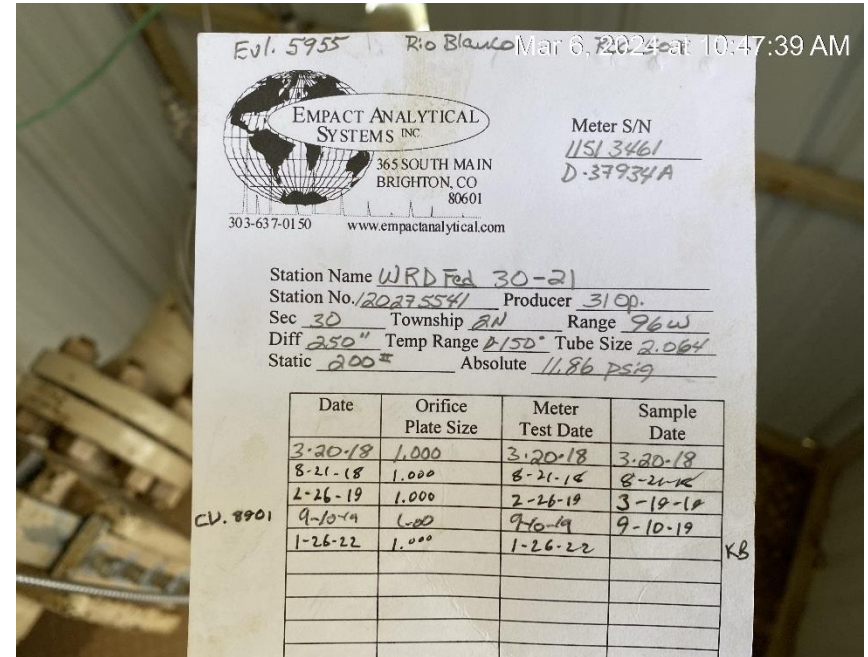 Evl. 5955 Rio Blanco
Mar 6, 2024 at 10:47:39 AM
EMPACT ANALYTICAL
SYSTEMS INC
365 SOUTH MAIN
BRIGHTON, CO
80601
303-637-0150 www.empactanalytical.com
Meter S/N
11513461
D-37934A
Station Name WRD Fed 30-21
Station No. 120275541 Producer 31 Op.
Sec 30 Township 2N Range 96W
Diff 250" Temp Range 0-150° Tube Size 2.064
Static 200# Absolute 11.86 psig
Date Orifice Plate Size Meter Test Date Sample Date
3-20-18 1.000 3-20-18 3-20-18
8-21-18 1.000 8-21-18 8-21-18
2-26-19 1.000 2-26-19 3-19-19
CV. 8901 9-10-19 1.00 9-10-19 9-10-19
1-26-22 1.000 1-26-22 KB